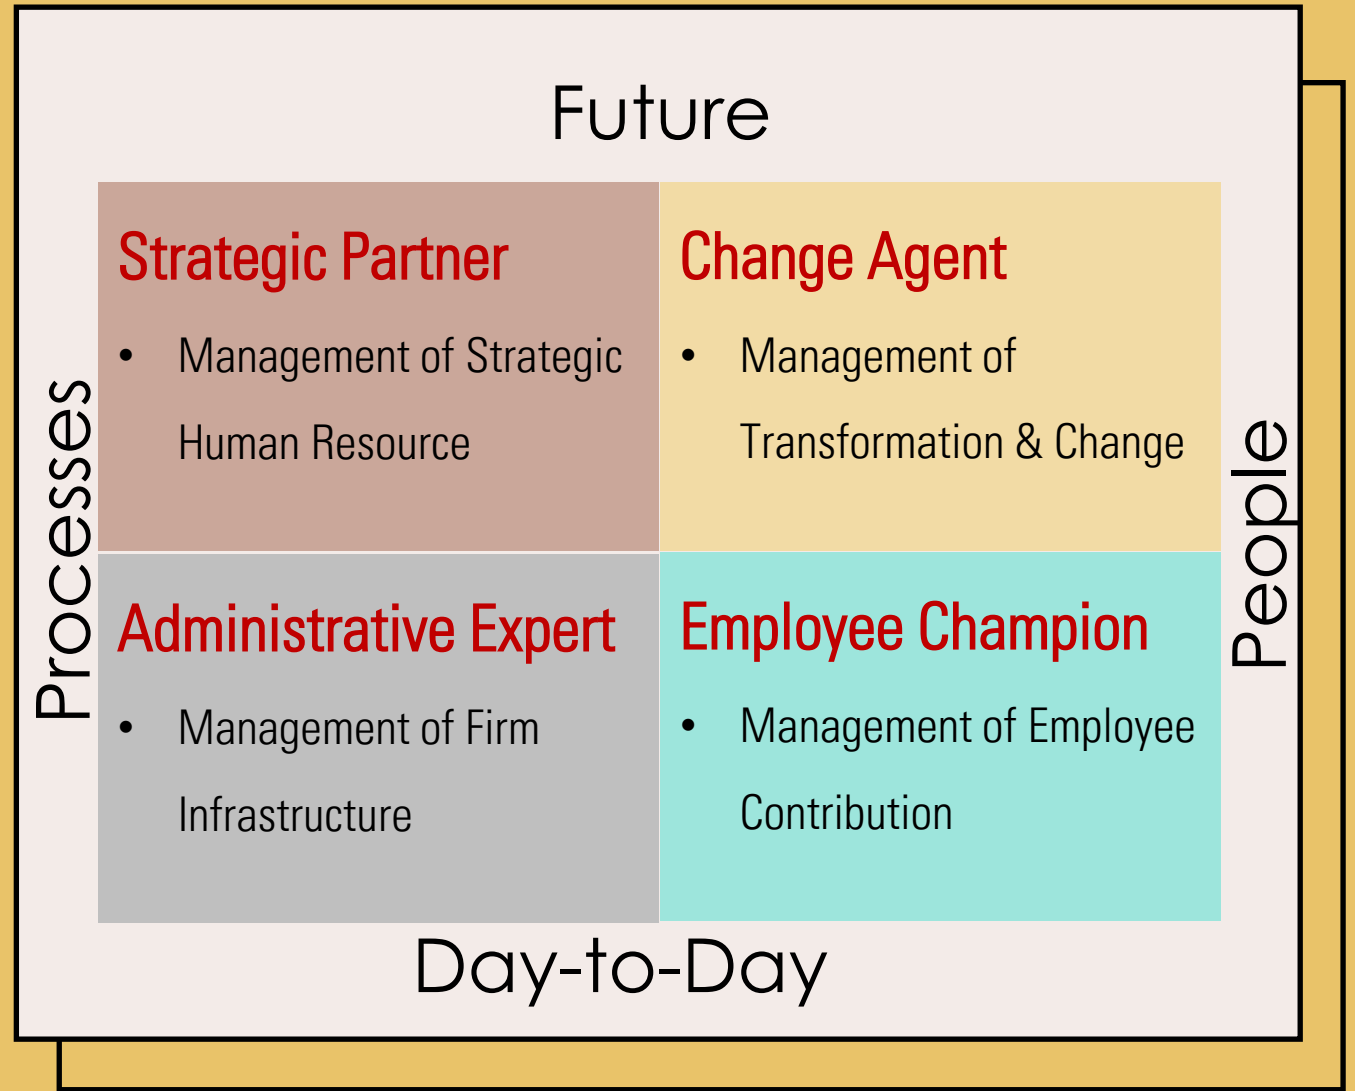 Future
Strategic Partner
• Management of Strategic
Human Resource
Change Agent
• Management of
Transformation & Change
Processes
People
Administrative Expert
• Management of Firm
Infrastructure
Employee Champion
• Management of Employee
Contribution
Day-to-Day